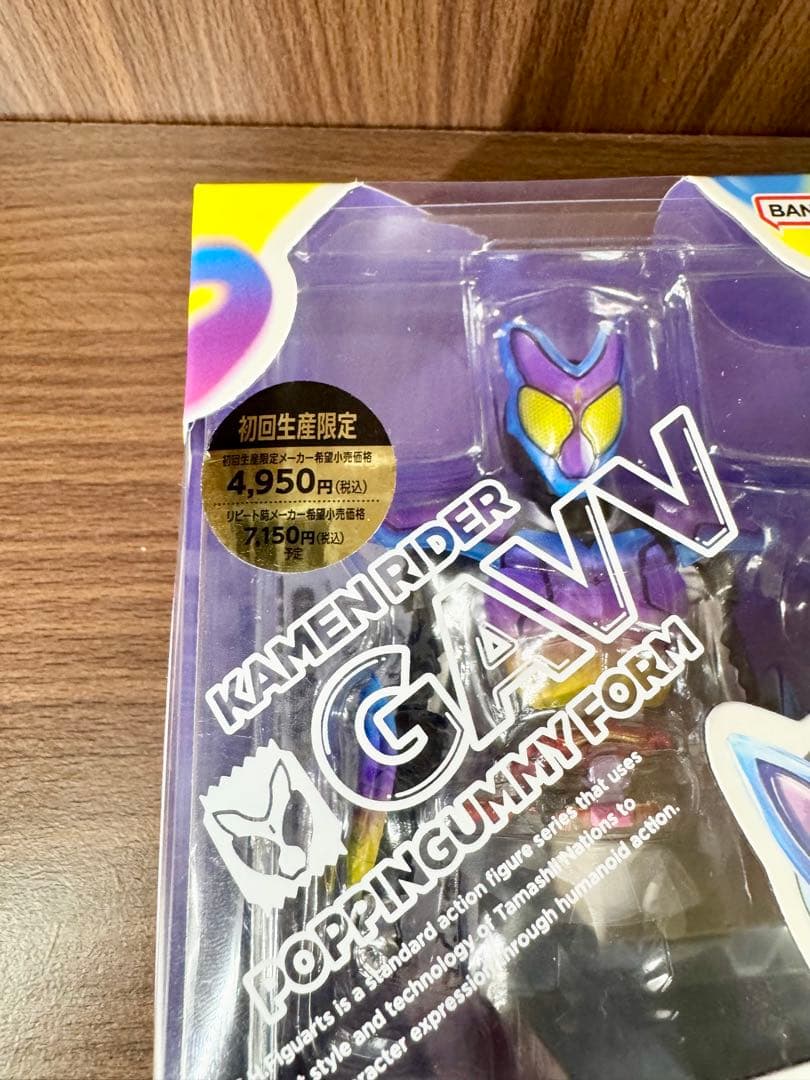 BAN
初回生産限定
初回生産限定メーカー希望小売価格
4,950円(税込)
リピート時メーカー希望小売価格
7,150円(税込)
予定
KAMEN RIDER
GAVV
POPPINGUMMY FORM
S.H.Figuarts is a standard action figure series that uses
style and technology of Tamashii Nations to
character expression through humanoid action.